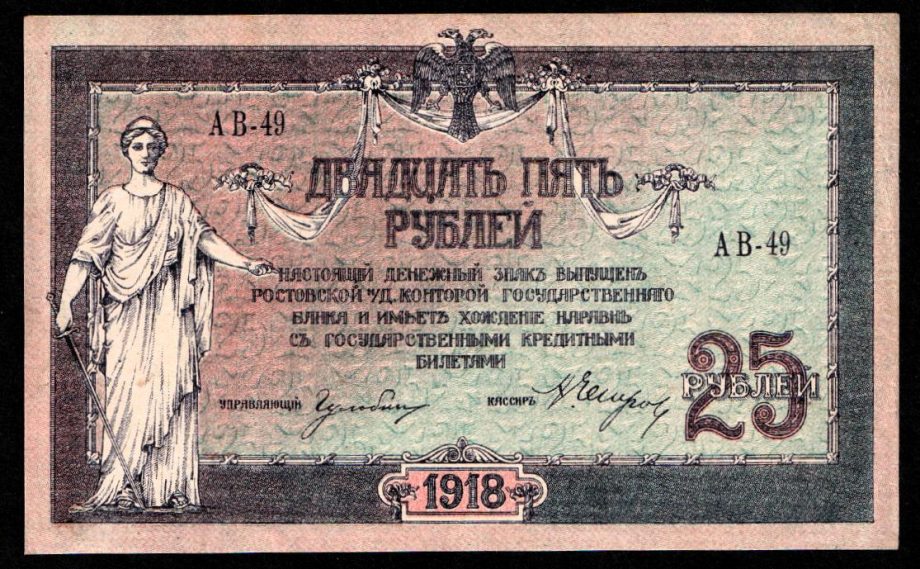 АВ-49
ДВАДЦАТЬ ПЯТЬ
РУБЛЕЙ
АВ-49
НАСТОЯЩІЙ ДЕНЕЖНЫЙ ЗНАКЪ ВЫПУЩЕНЪ
РОСТОВСКОЙ н/Д. КОНТОРОЙ ГОСУДАРСТВЕННАГО
БАНКА И ИМѢЕТЪ ХОЖДЕНІЕ НАРАВНѢ
СЪ ГОСУДАРСТВЕННЫМИ КРЕДИТНЫМИ
БИЛЕТАМИ
25
РУБЛЕЙ
УПРАВЛЯЮЩІЙ
КАССИРЪ
1918